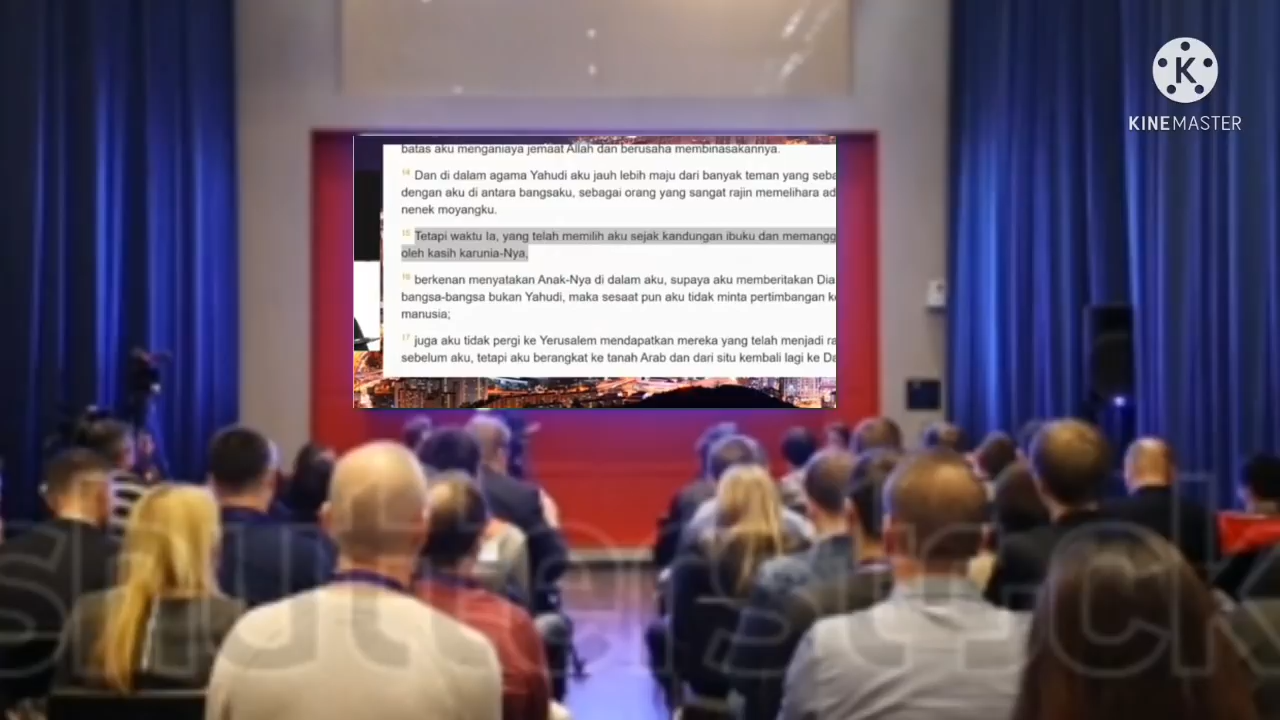 KINEMASTER
batas aku menganiaya jemaat Allah dan berusaha membinasakannya.
14 Dan di dalam agama Yahudi aku jauh lebih maju dari banyak teman yang seba
dengan aku di antara bangsaku, sebagai orang yang sangat rajin memelihara ad
nenek moyangku.
15 Tetapi waktu Ia, yang telah memilih aku sejak kandungan ibuku dan memangg
oleh kasih karunia-Nya,
16 berkenan menyatakan Anak-Nya di dalam aku, supaya aku memberitakan Dia
bangsa-bangsa bukan Yahudi, maka sesaat pun aku tidak minta pertimbangan k
manusia;
17 juga aku tidak pergi ke Yerusalem mendapatkan mereka yang telah menjadi ra
sebelum aku, tetapi aku berangkat ke tanah Arab dan dari situ kembali lagi ke Da
shutterstock